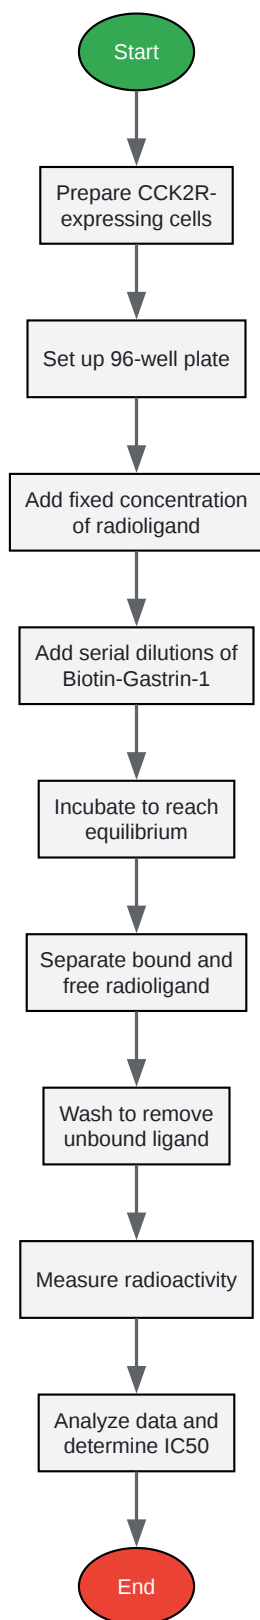 Start
Prepare CCK2R-
expressing cells
Set up 96-well plate
Add fixed concentration
of radioligand
Add serial dilutions of
Biotin-Gastrin-1
Incubate to reach
equilibrium
Separate bound and
free radioligand
Wash to remove
unbound ligand
Measure radioactivity
Analyze data and
determine IC50
End